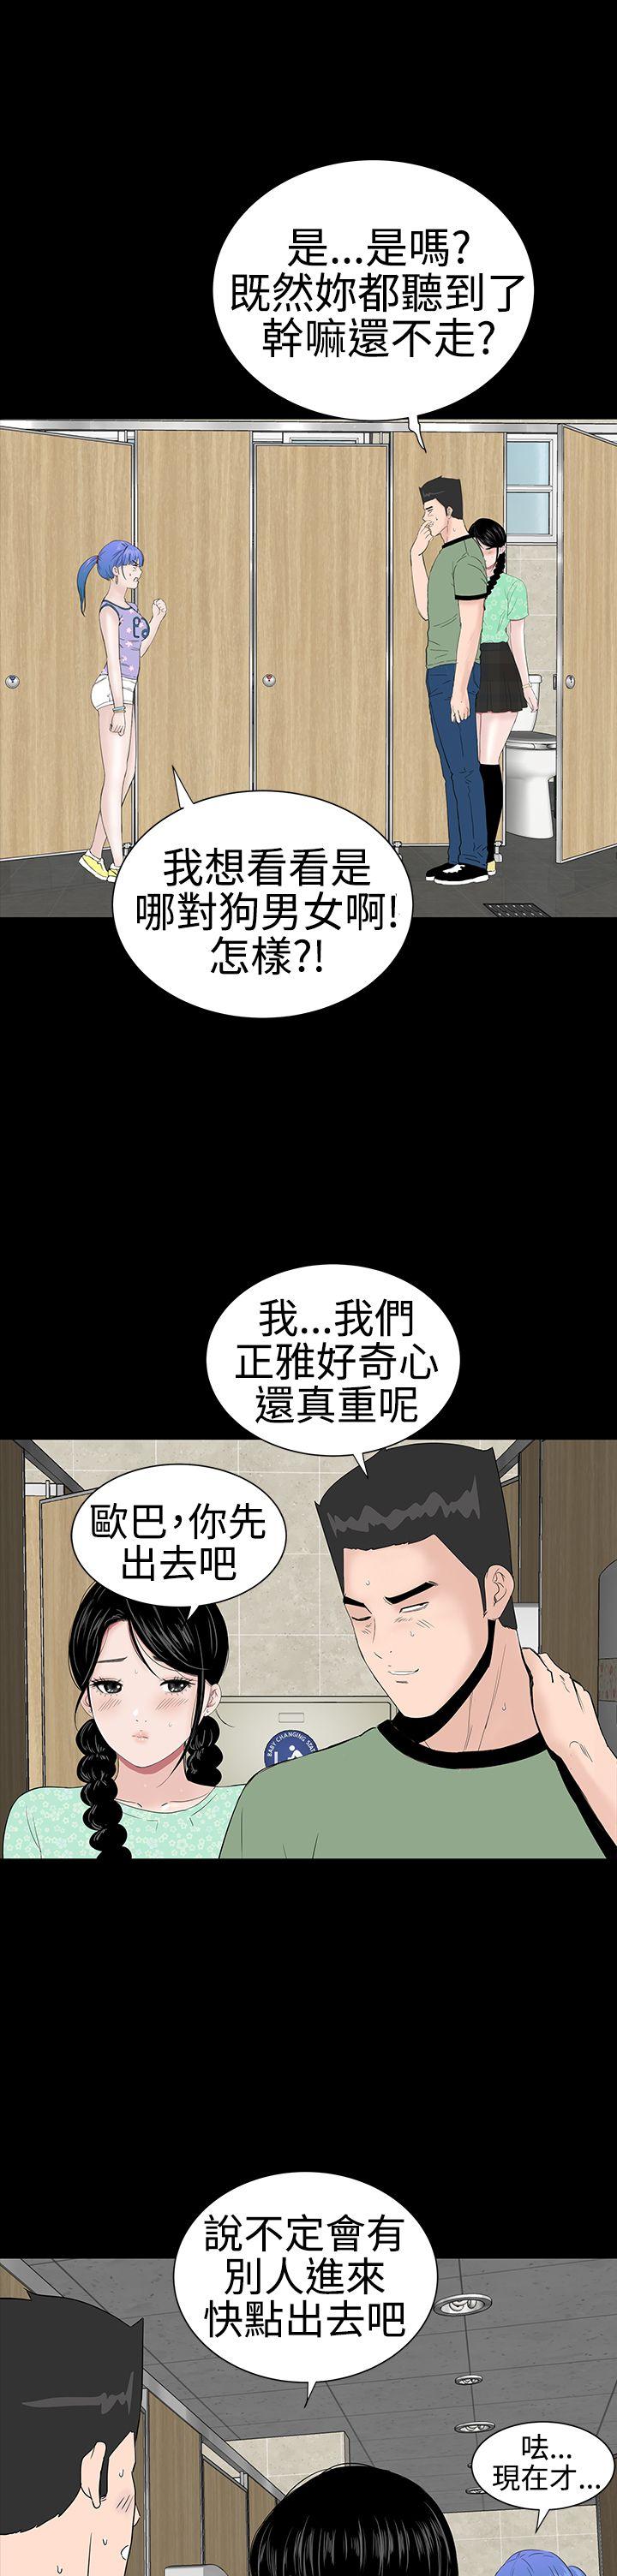 是...是嗎?
既然妳都聽到了
幹嘛還不走?
我想看看是
哪對狗男女啊!
怎樣?!
我...我們
正雅好奇心
還真重呢
歐巴,你先
出去吧
BABY CHANGING STA
說不定會有
別人進來
快點出去吧
呿...
現在才...